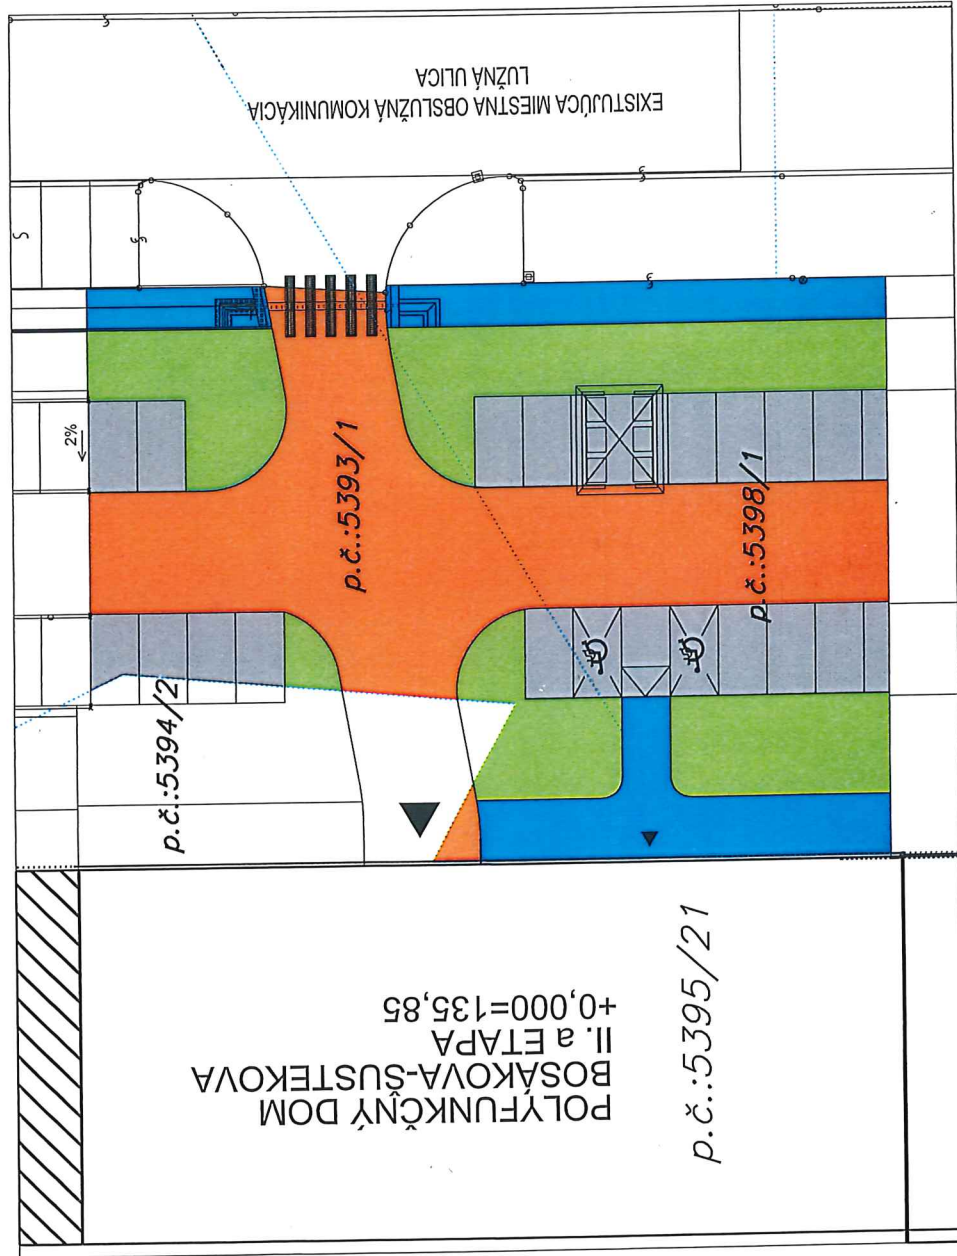 EXISTUJÚCA MIESTNA OBSLUŽNÁ KOMUNIKÁCIA
LUŽNÁ ULICA
2%
p.č.:5393/1
p.č.:5398/1
p.č.:5394/2
POLYFUNKČNÝ DOM
BOSÁKOVA-ŠUSTEKOVA
II. a ETAPA
+0,000=135,85
p.č.:5395/21